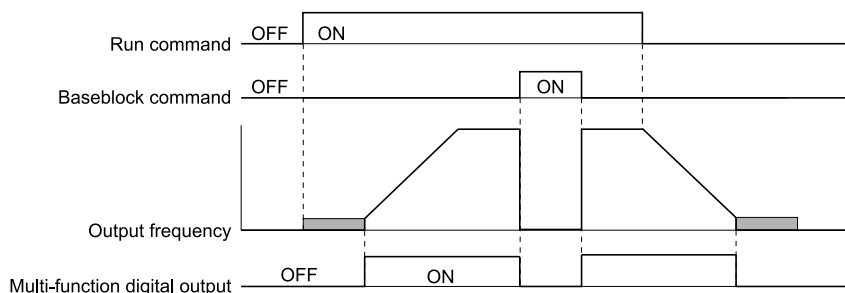 Run command OFF ON
Baseblock command OFF ON
Output frequency
Multi-function digital output OFF ON